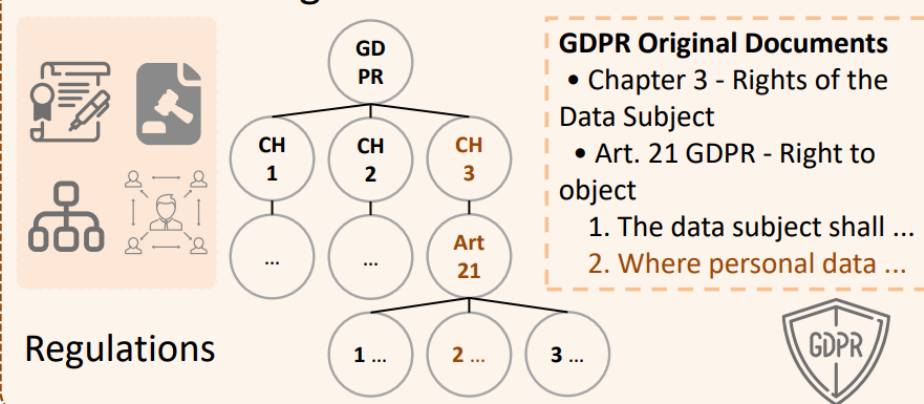 GD
PR
CH
1
CH
2
CH
3
...
...
Art
21
1 ...
2 ...
3 ...
Regulations
GDPR Original Documents
• Chapter 3 - Rights of the
Data Subject
• Art. 21 GDPR - Right to
object
1. The data subject shall ...
2. Where personal data ...
GDPR